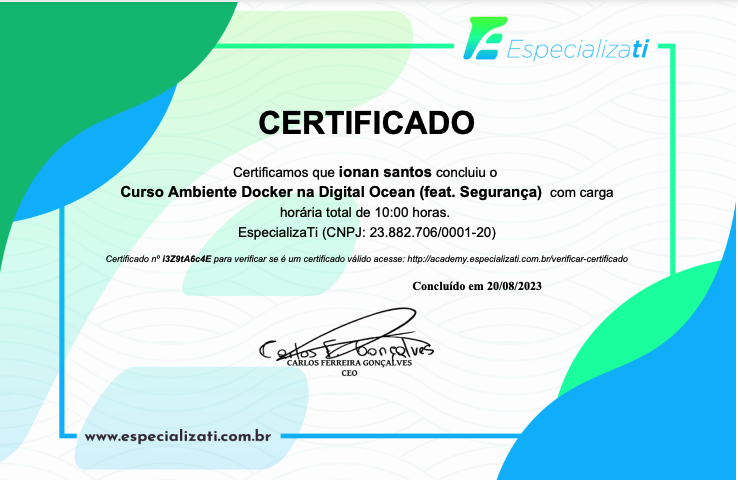 Especializati
CERTIFICADO
Certificamos que ionan santos concluiu o
Curso Ambiente Docker na Digital Ocean (feat. Segurança) com carga
horária total de 10:00 horas.
EspecializaTi (CNPJ: 23.882.706/0001-20)
Certificado nº i3Z9tA6c4E para verificar se é um certificado válido acesse: http://academy.especializati.com.br/verificar-certificado
Concluído em 20/08/2023
Carlos F. Gonçalves
CARLOS FERREIRA GONÇALVES
CEO
www.especializati.com.br